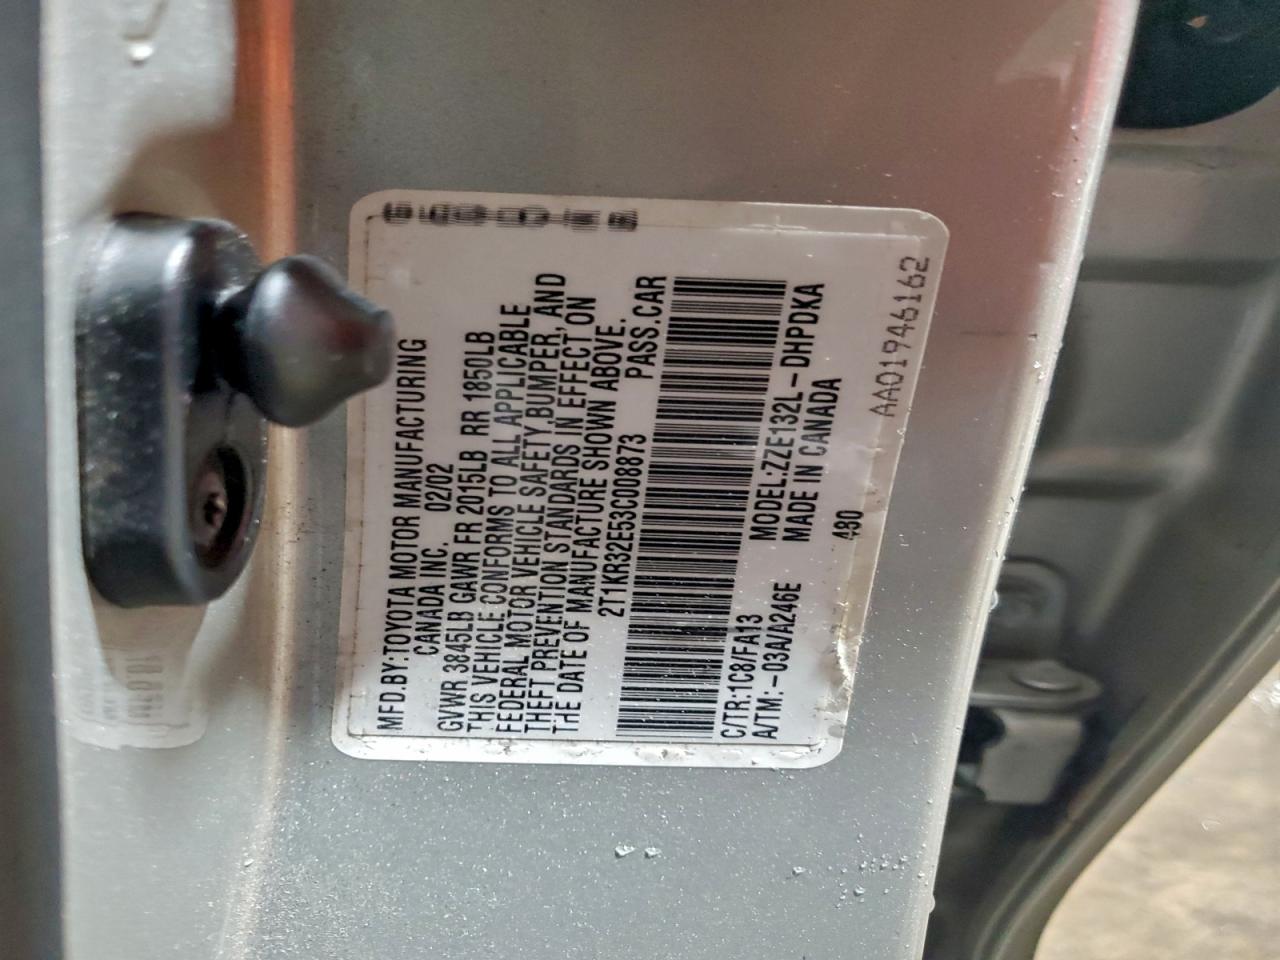 MFD.BY:TOYOTA MOTOR MANUFACTURING
CANADA INC. 02/02
GVWR 3845LB GAWR FR 2015LB RR 1850LB
THIS VEHICLE CONFORMS TO ALL APPLICABLE
FEDERAL MOTOR VEHICLE SAFETY,BUMPER, AND
THEFT PREVENTION STANDARDS IN EFFECT ON
THE DATE OF MANUFACTURE SHOWN ABOVE.
2T1KR32E53C008873 PASS.CAR
C/TR:1C8/FA13 MODEL:ZZE132L-DHPDKA
A/TM:-03A/A246E MADE IN CANADA
480
AA01946162